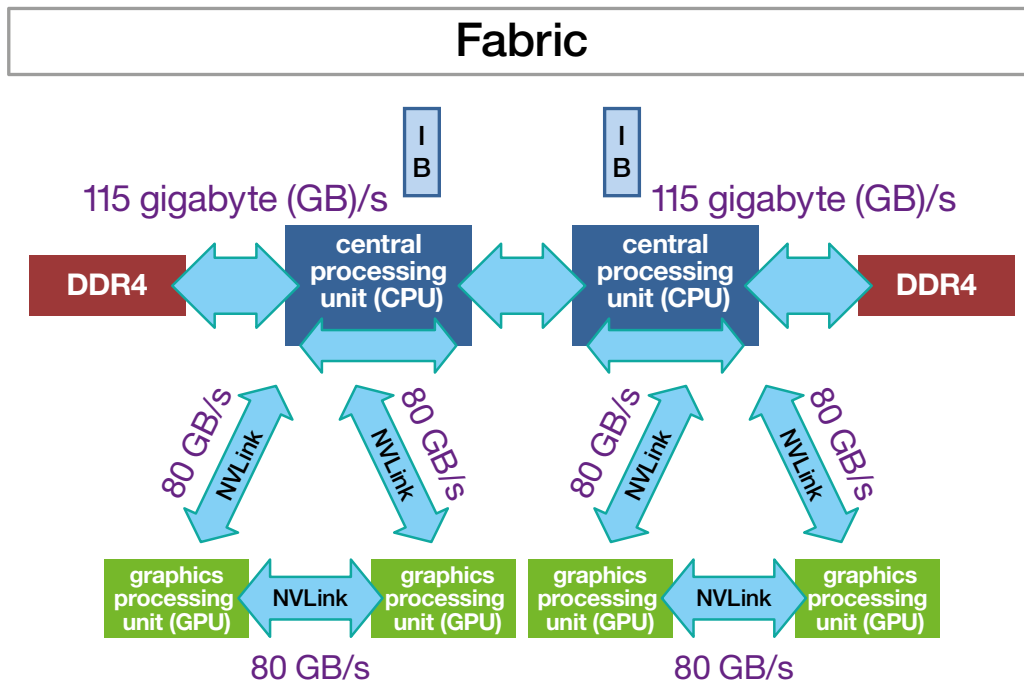 Fabric
I
B
I
B
115 gigabyte (GB)/s
115 gigabyte (GB)/s
DDR4
central
processing
unit (CPU)
central
processing
unit (CPU)
DDR4
80 GB/s
NVLink
NVLink
80 GB/s
80 GB/s
NVLink
NVLink
80 GB/s
graphics
processing
unit (GPU)
NVLink
graphics
processing
unit (GPU)
graphics
processing
unit (GPU)
NVLink
graphics
processing
unit (GPU)
80 GB/s
80 GB/s